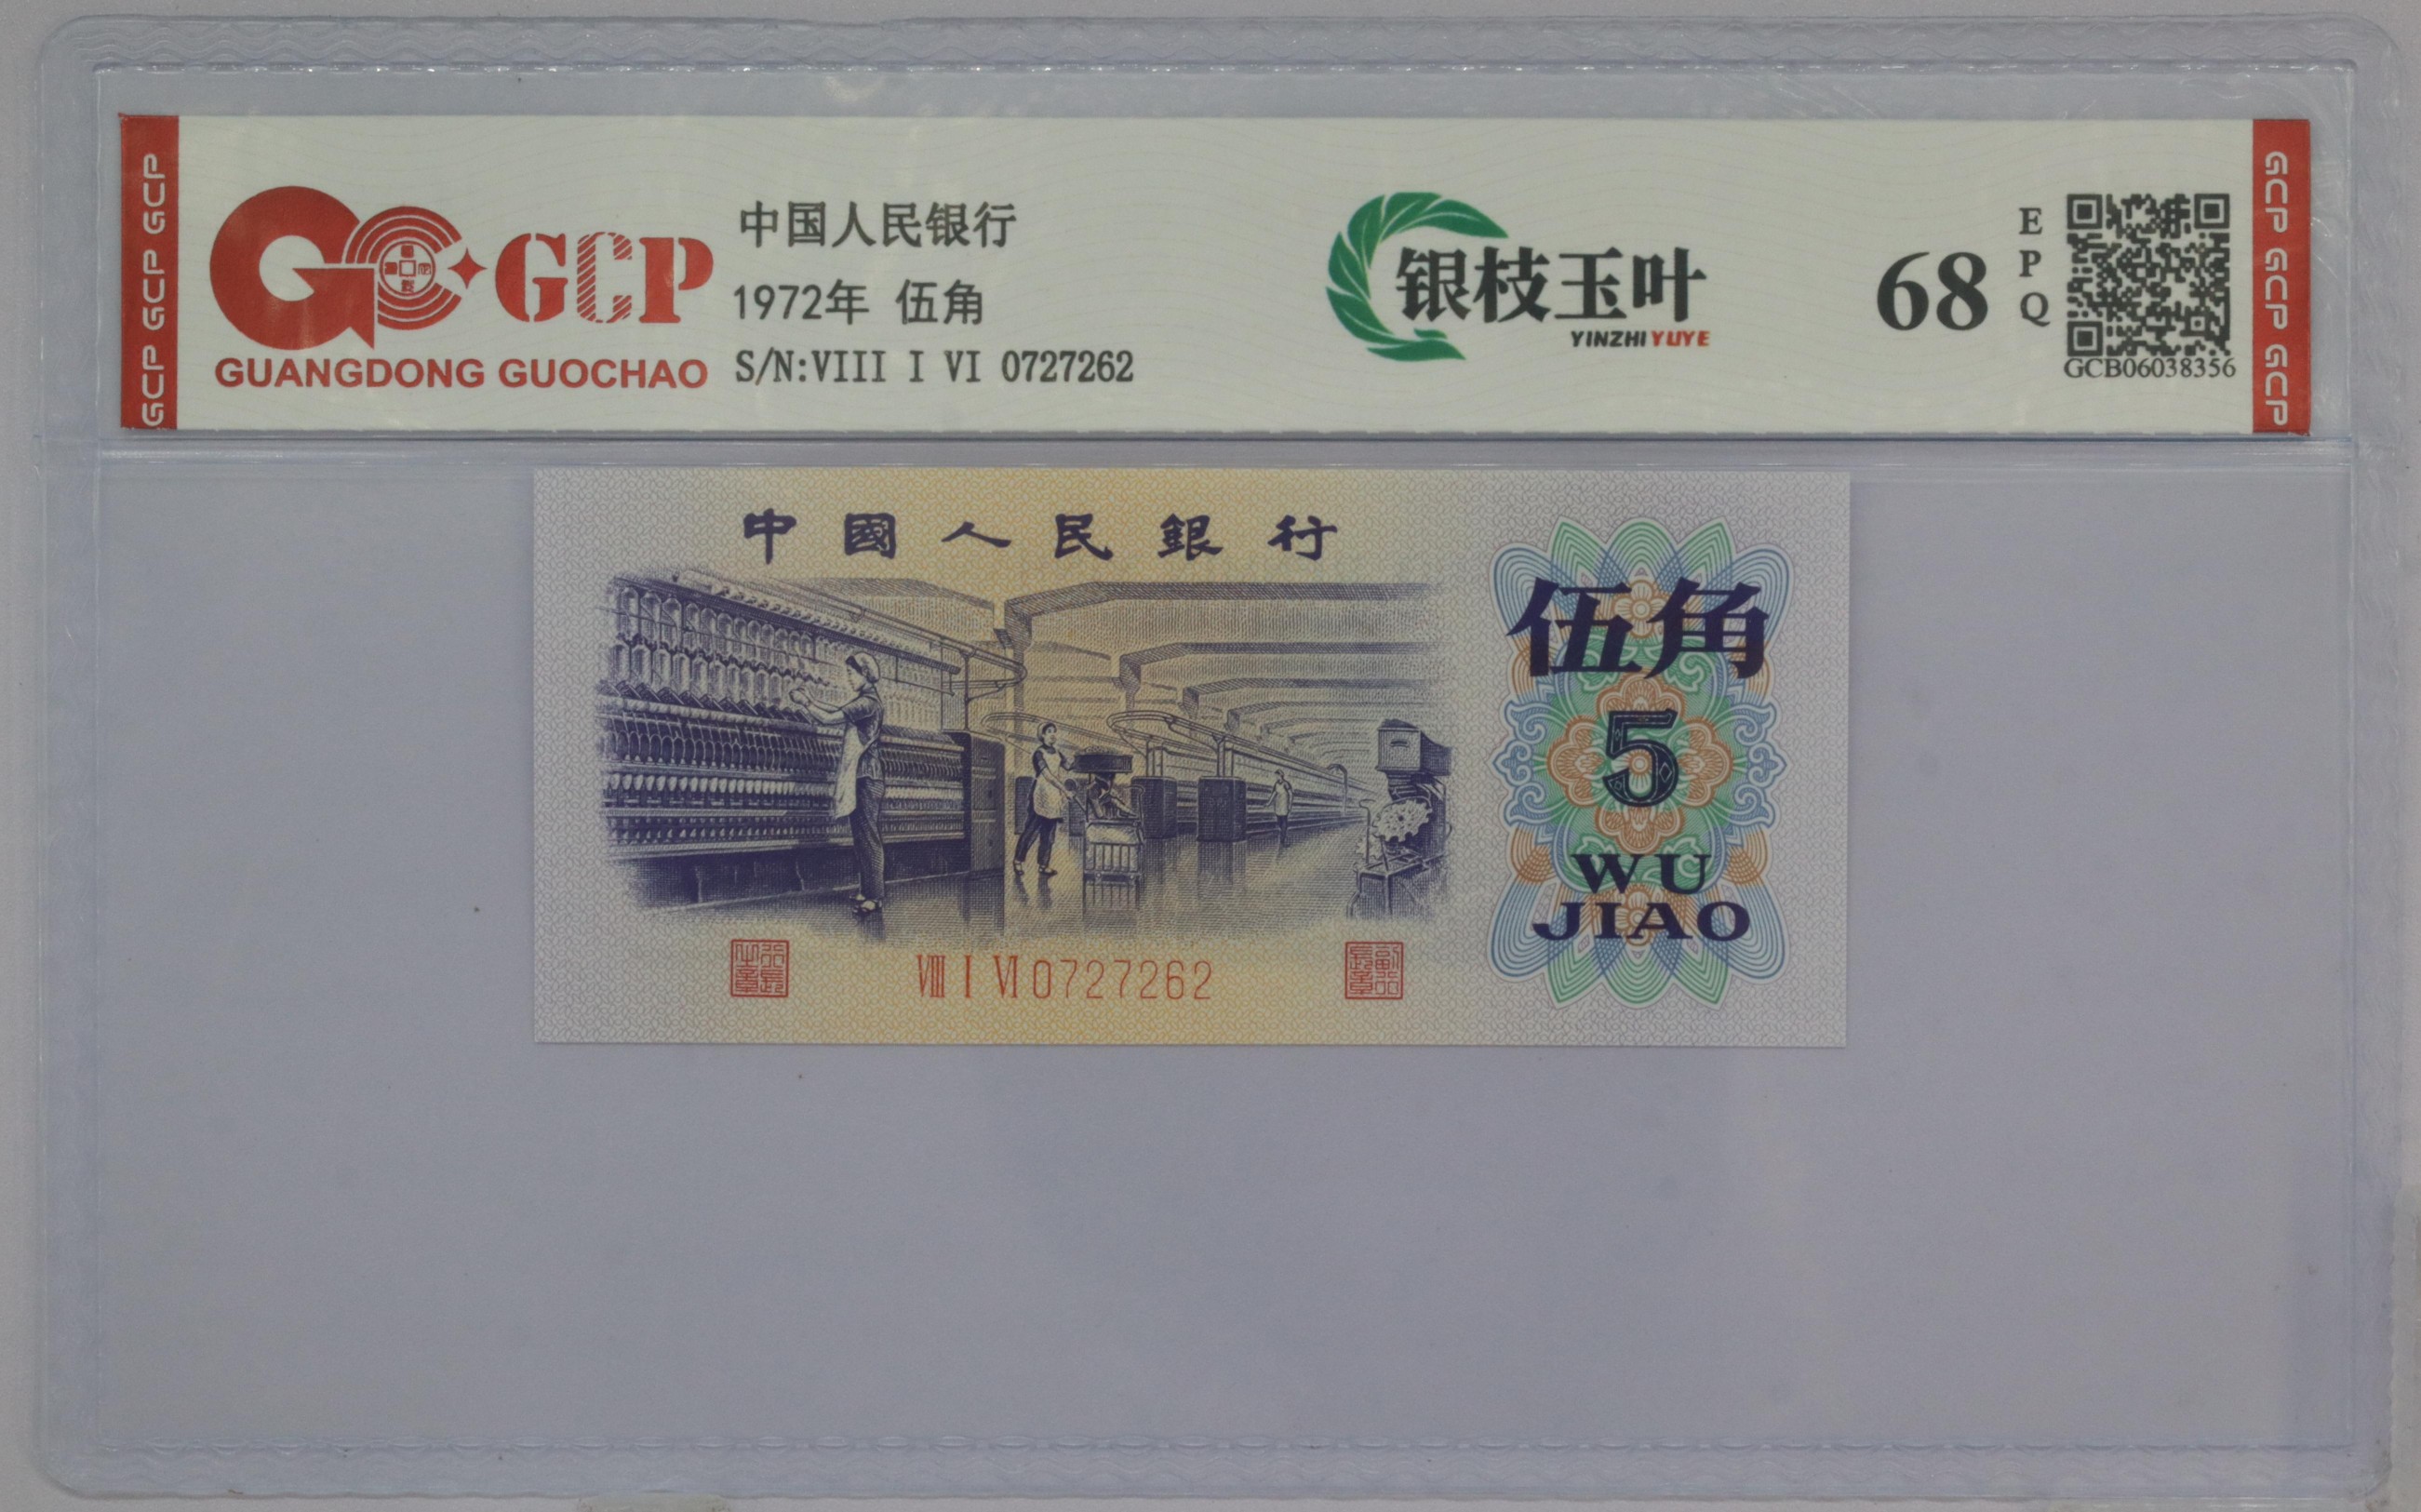 GCP GCP GCP
GCP
GUANGDONG GUOCHAO
中国人民银行
1972年 伍角
S/N:VIII I VI 0727262
银枝玉叶
YINZHI YUYE
68
EPQ
GCB06038356
GCP GCP GCP
中國人民銀行
伍角
5
WU
JIAO
VIII I VI 0727262